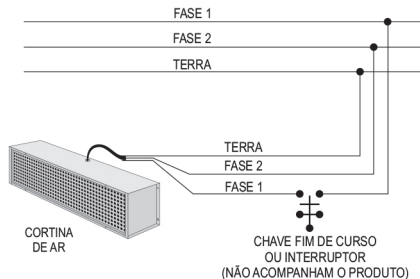 FASE 1
FASE 2
TERRA
TERRA
FASE 2
FASE 1
CORTINA
DE AR
CHAVE FIM DE CURSO
OU INTERRUPTOR
(NÃO ACOMPANHAM O PRODUTO)